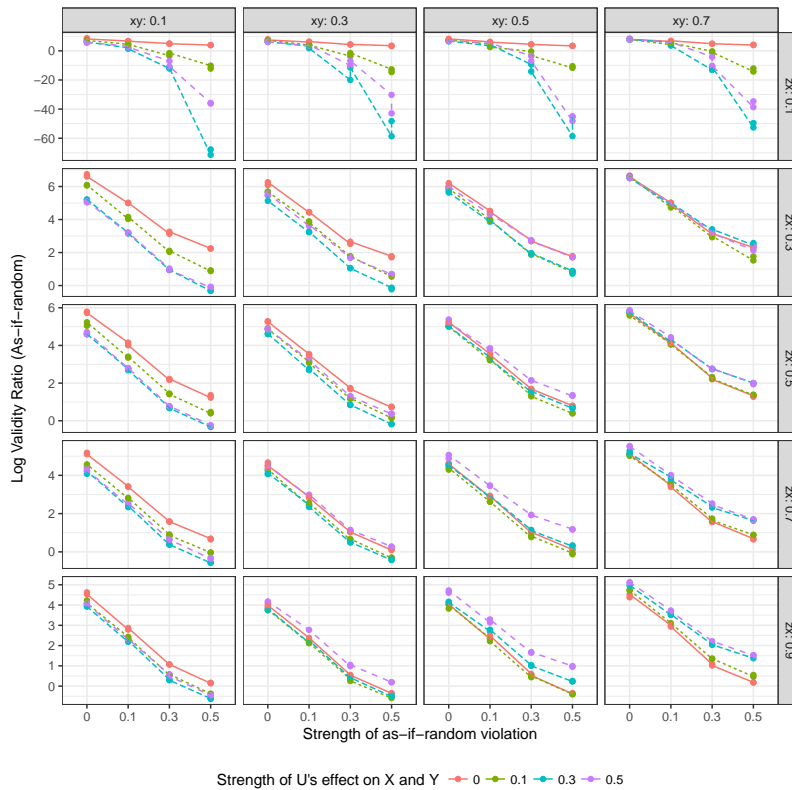 xy: 0.1
xy: 0.3
xy: 0.5
xy: 0.7
Log Validity Ratio (As−if−random)
0
−20
−40
−60
zx: 0.1
6
4
2
0
zx: 0.3
6
4
2
0
zx: 0.5
4
2
0
zx: 0.7
5
4
3
2
1
0
zx: 0.9
0 0.1 0.3 0.5 0 0.1 0.3 0.5 0 0.1 0.3 0.5 0 0.1 0.3 0.5
Strength of as−if−random violation
Strength of U's effect on X and Y 0 0.1 0.3 0.5